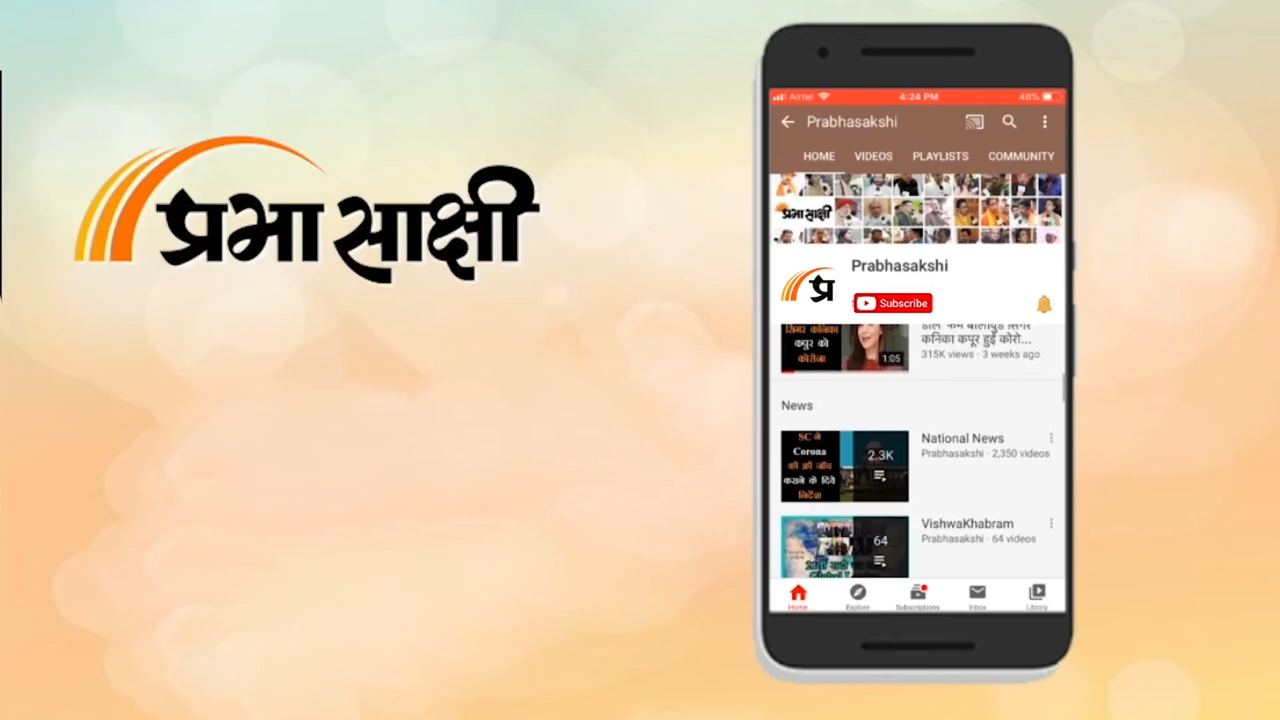 प्रभा साक्षी
Airtel 4:24 PM 46%
Prabhasakshi
HOME VIDEOS PLAYLISTS COMMUNITY
प्रभा साक्षी
Prabhasakshi
प्र
Subscribe
सिंगर कनिका
कपूर को
कोरोना
1:05
कनिका कपूर हुईं कोरो...
315K views · 3 weeks ago
News
SC ने
Corona
की फ्री जाँच
कराने के दिये
निर्देश
2.3K
National News
Prabhasakshi · 2,350 videos
64
VishwaKhabram
Prabhasakshi · 64 videos
Home Explore Subscriptions Inbox Library